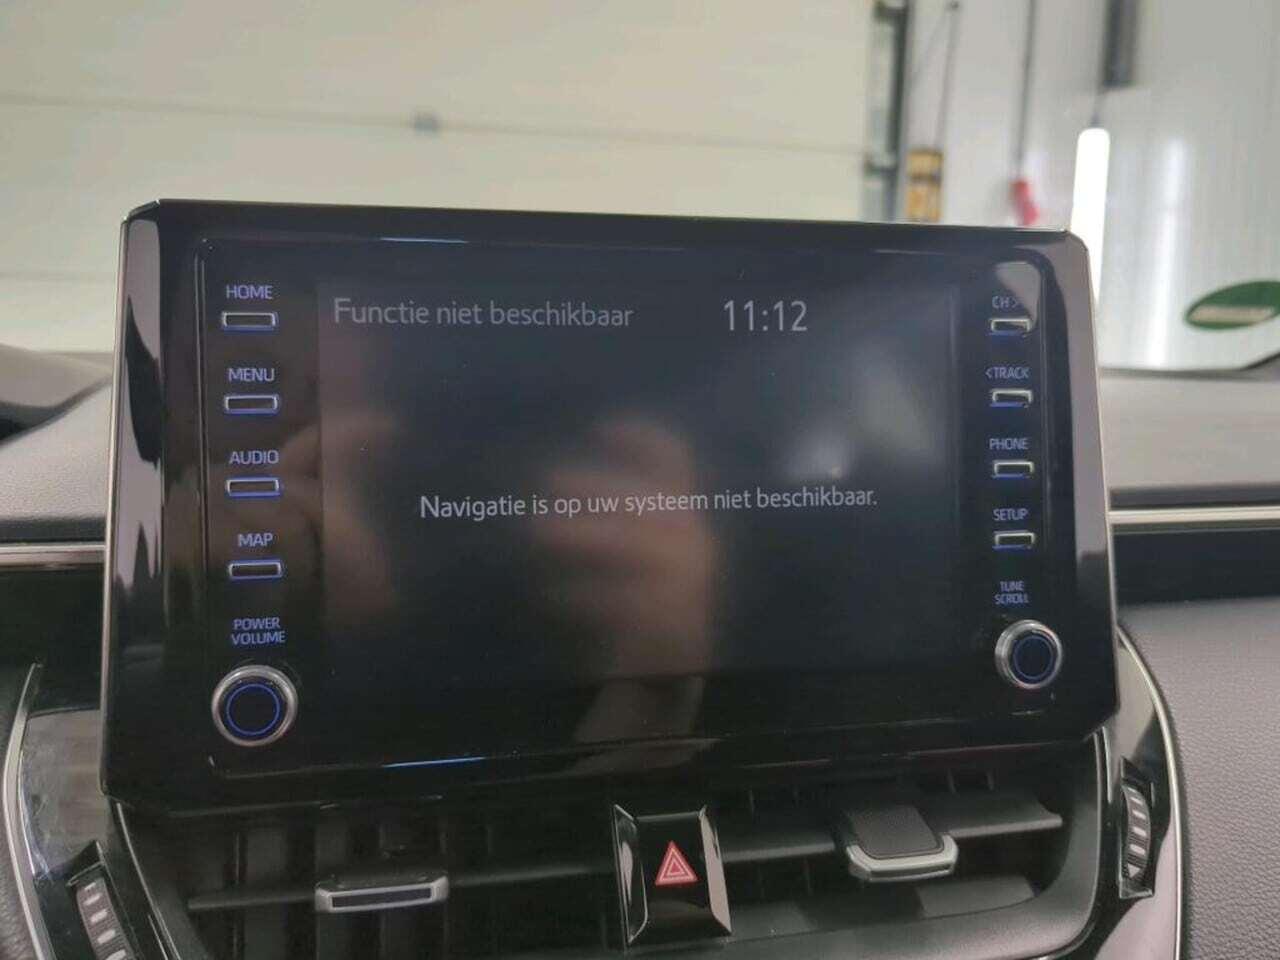 HOME
Functie niet beschikbaar
11:12
CH >
MENU
< TRACK
AUDIO
PHONE
Navigatie is op uw systeem niet beschikbaar.
MAP
SETUP
POWER
VOLUME
TUNE
SCROLL